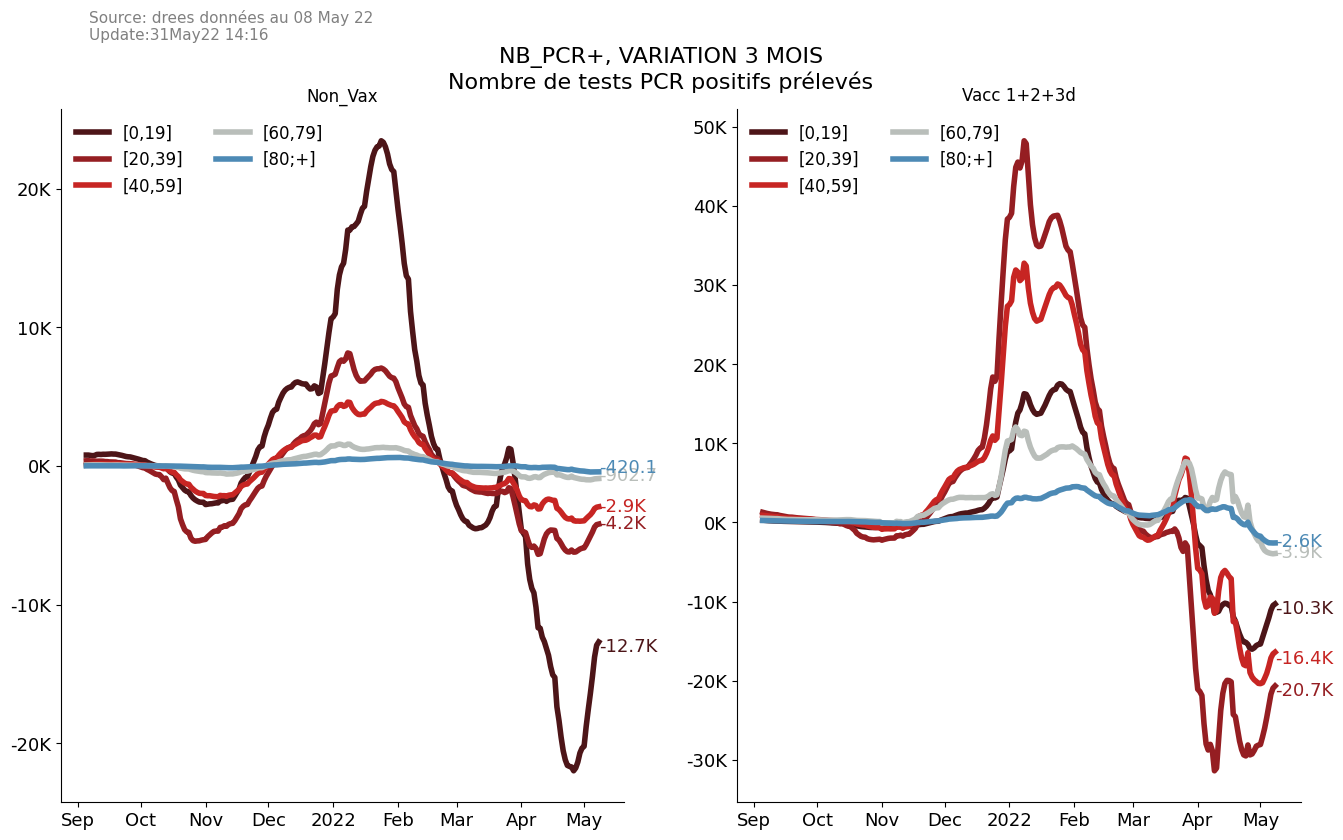 Source: drees données au 08 May 22
Update:31May22 14:16
NB_PCR+, VARIATION 3 MOIS
Nombre de tests PCR positifs prélevés
Non_Vax
[0,19]
[20,39]
[40,59]
[60,79]
[80;+]
20K
10K
0K
-10K
-20K
-420.1
-902.7
-2.9K
-4.2K
-12.7K
Sep Oct Nov Dec 2022 Feb Mar Apr May
Vacc 1+2+3d
[0,19]
[20,39]
[40,59]
[60,79]
[80;+]
50K
40K
30K
20K
10K
0K
-10K
-20K
-30K
-2.6K
-3.9K
-10.3K
-16.4K
-20.7K
Sep Oct Nov Dec 2022 Feb Mar Apr May